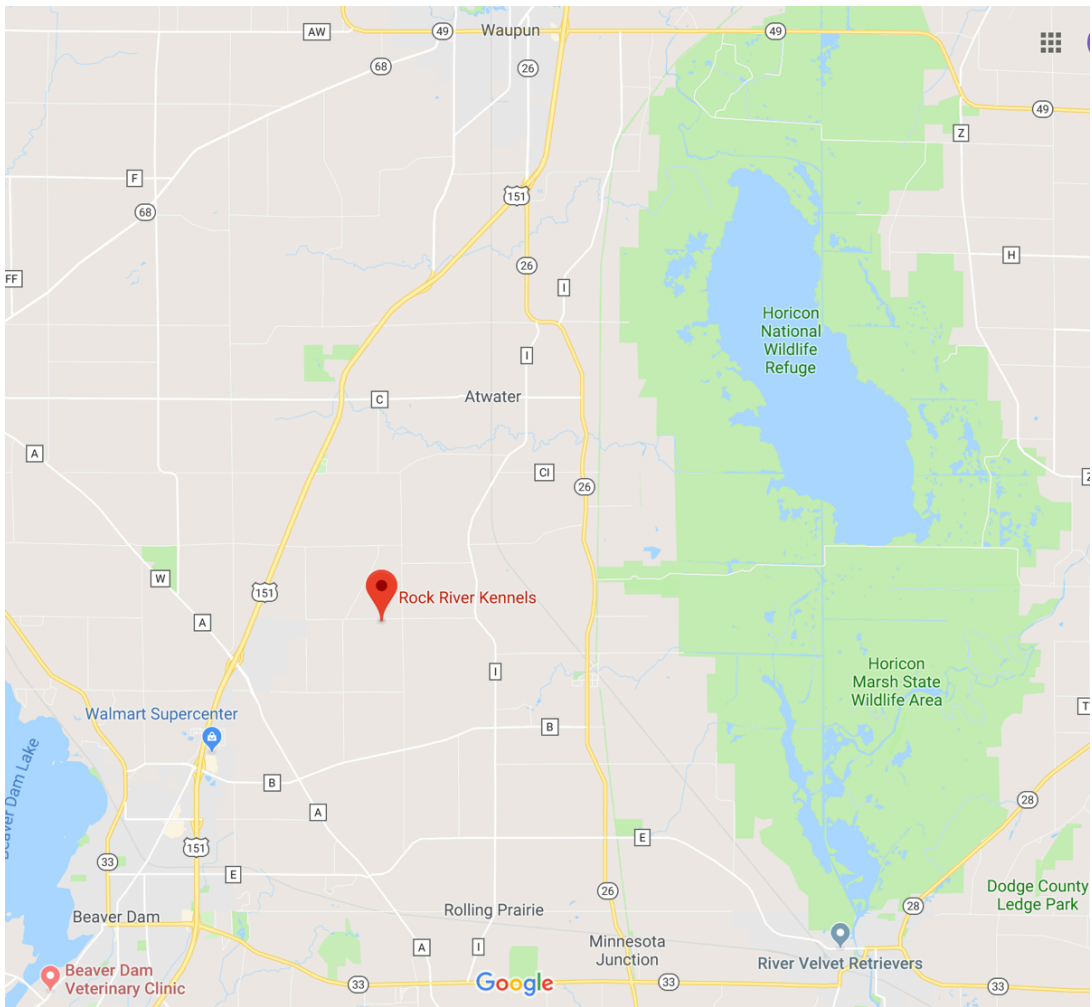 AW
49
Waupun
49
68
26
49
Z
F
151
68
H
FF
26
I
Horicon
National
Wildlife
Refuge
I
C
Atwater
A
CI
Z
26
W
151
Rock River Kennels
A
I
Horicon
Marsh State
Wildlife Area
Walmart Supercenter
B
Beaver Dam Lake
B
28
A
151
E
33
E
Dodge County
Ledge Park
26
28
Rolling Prairie
Beaver Dam
Minnesota
Junction
A
I
River Velvet Retrievers
Beaver Dam
Veterinary Clinic
33
Google
33
33